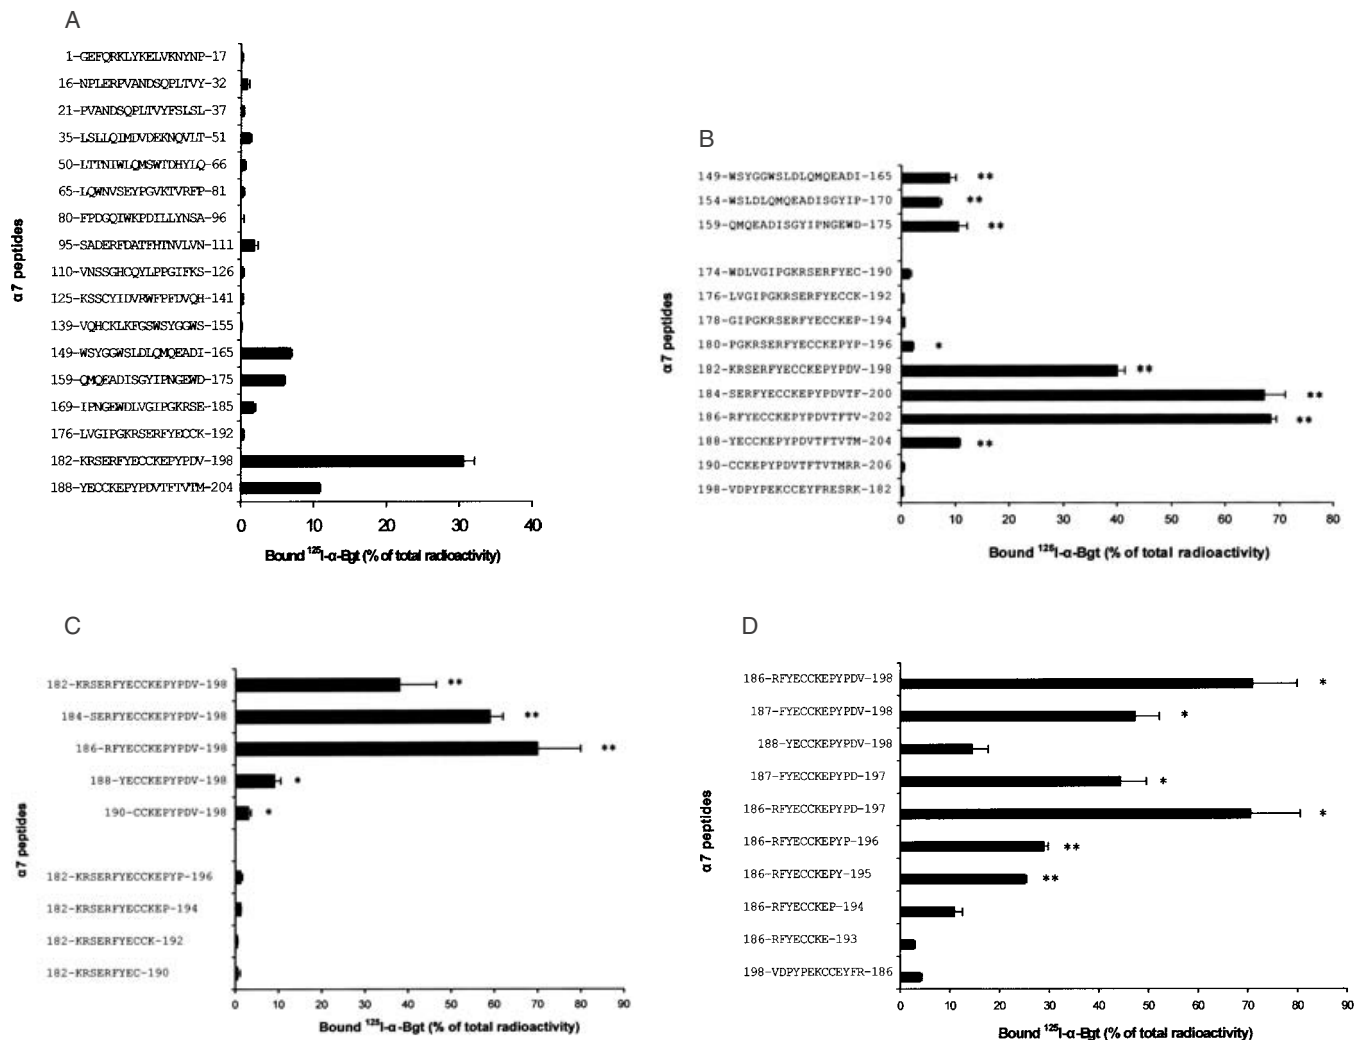 A
1-GEFQRKLYKELVKNYNP-17
16-NPLERPVANDSQPLTVY-32
21-PVANDSQPLTVYFSLSL-37
35-LSLLQIMDVDEKNQVLT-51
50-LTTNIWLQMSWTDHYLQ-66
65-LQWNVSEYPGVKTVRFP-81
80-FPDGQIWKPDILLYNSA-96
95-SADERFDATFHTNVLVN-111
110-VNSSGHCQYLPPGIFKS-126
125-KSSCYIDVRWFPFDVQH-141
139-VQHCKLKFGSWSYGGWS-155
149-WSYGGWSLDLQMQEADI-165
159-QMQEADISGYIPNGEWD-175
169-IPNGEWDLVGIPGKRSE-185
176-LVGIPGKRSERFYECCK-192
182-KRSERFYECCKEPYPDV-198
188-YECCKEPYPDVTFTVTM-204
α7 peptides
0 10 20 30 40
Bound 125I-α-Bgt (% of total radioactivity)
B
149-WSYGGWSLDLQMQEADI-165 **
154-WSLDLQMQEADISGYIP-170 **
159-QMQEADISGYIPNGEWD-175 **
174-WDLVGIPGKRSERFYEC-190
176-LVGIPGKRSERFYECCK-192
178-GIPGKRSERFYECCKEP-194
180-PGKRSERFYECCKEPYP-196 *
182-KRSERFYECCKEPYPDV-198 **
184-SERFYECCKEPYPDVTF-200 **
186-RFYECCKEPYPDVTFTV-202 **
188-YECCKEPYPDVTFTVTM-204 **
190-CCKEPYPDVTFTVTMRR-206
198-VDPYPEKCCEYFRESRK-182
α7 peptides
0 10 20 30 40 50 60 70 80
Bound 125I-α-Bgt (% of total radioactivity)
C
182-KRSERFYECCKEPYPDV-198 **
184-SERFYECCKEPYPDV-198 **
186-RFYECCKEPYPDV-198 **
188-YECCKEPYPDV-198 *
190-CCKEPYPDV-198 *
182-KRSERFYECCKEPYP-196
182-KRSERFYECCKEP-194
182-KRSERFYECCK-192
182-KRSERFYEC-190
α7 peptides
0 10 20 30 40 50 60 70 80 90
Bound 125I-α-Bgt (% of total radioactivity)
D
186-RFYECCKEPYPDV-198 *
187-FYECCKEPYPDV-198 *
188-YECCKEPYPDV-198
187-FYECCKEPYPD-197 *
186-RFYECCKEPYPD-197 *
186-RFYECCKEPYP-196 **
186-RFYECCKEPY-195 **
186-RFYECCKEP-194
186-RFYECCKE-193
198-VDPYPEKCCEYFR-186
α7 peptides
0 10 20 30 40 50 60 70 80 90
Bound 125I-α-Bgt (% of total radioactivity)